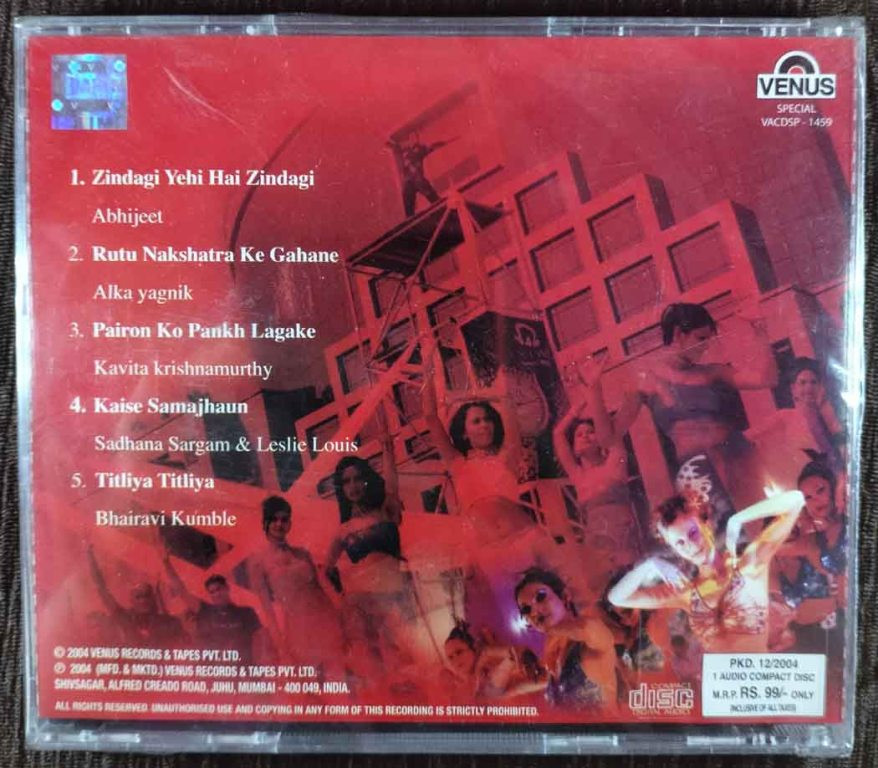 VENUS
SPECIAL
VACDSP - 1459
1. Zindagi Yehi Hai Zindagi
Abhijeet
2. Rutu Nakshatra Ke Gahane
Alka yagnik
3. Pairon Ko Pankh Lagake
Kavita krishnamurthy
4. Kaise Samajhaun
Sadhana Sargam & Leslie Louis
5. Titliya Titliya
Bhairavi Kumble
© 2004 VENUS RECORDS & TAPES PVT. LTD.
℗ 2004 (MFD. & MKTD.) VENUS RECORDS & TAPES PVT. LTD.
SHIVSAGAR, ALFRED CREADO ROAD, JUHU, MUMBAI - 400 049, INDIA.
ALL RIGHTS RESERVED. UNAUTHORISED USE AND COPYING IN ANY FORM OF THIS RECORDING IS STRICTLY PROHIBITED.
COMPACT
disc
DIGITAL AUDIO
PKD. 12/2004
1 AUDIO COMPACT DISC
M.R.P. RS. 99/- ONLY
(INCLUSIVE OF ALL TAXES)